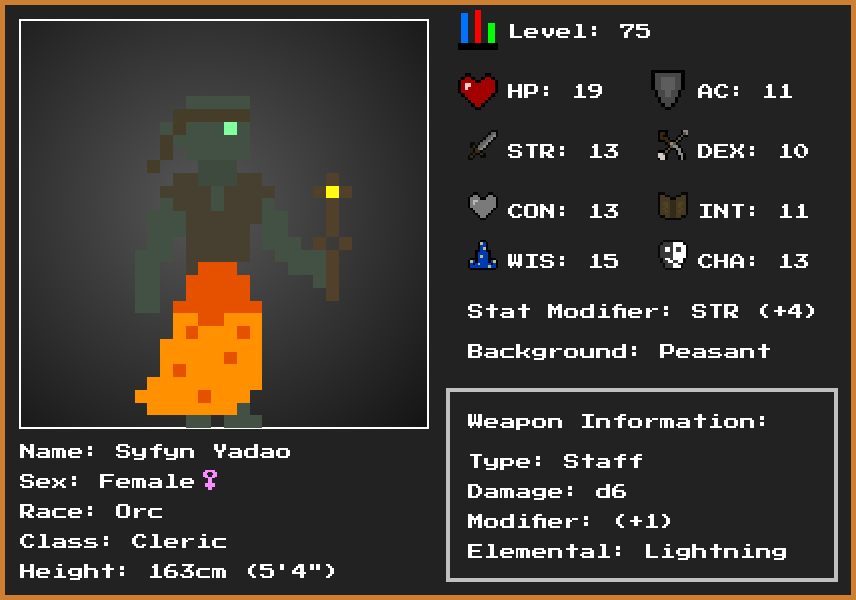 Level: 75
HP: 19 AC: 11
STR: 13 DEX: 10
CON: 13 INT: 11
WIS: 15 CHA: 13
Stat Modifier: STR (+4)
Background: Peasant
Weapon Information:
Type: Staff
Damage: d6
Modifier: (+1)
Elemental: Lightning
Name: Syfyn Yadao
Sex: Female♀
Race: Orc
Class: Cleric
Height: 163cm (5'4")